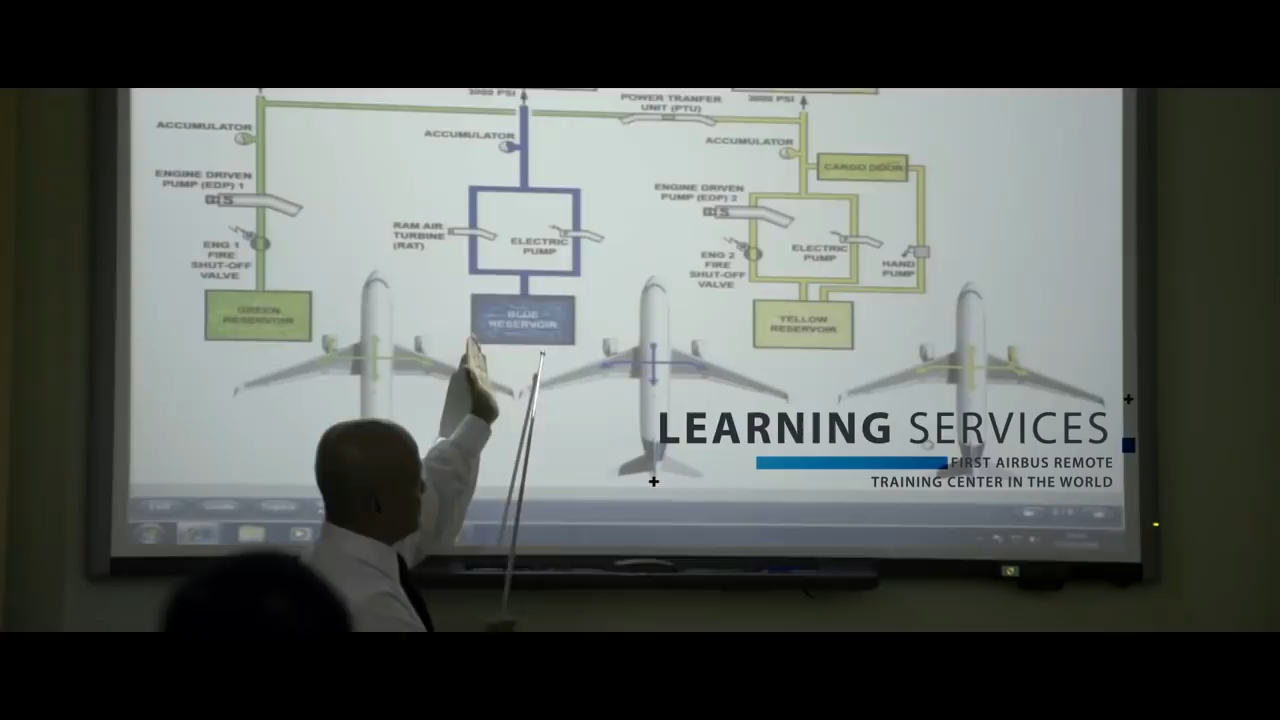 3000 PSI
POWER TRANFER
UNIT (PTU)
3000 PSI
ACCUMULATOR
ACCUMULATOR
ACCUMULATOR
CARGO DOOR
ENGINE DRIVEN
PUMP (EDP) 1
S
ENGINE DRIVEN
PUMP (EDP) 2
S
RAM AIR
TURBINE
(RAT)
ELECTRIC
PUMP
ENG 1
FIRE
SHUT-OFF
VALVE
ENG 2
FIRE
SHUT-OFF
VALVE
ELECTRIC
PUMP
HAND
PUMP
GREEN
RESERVOIR
BLUE
RESERVOIR
YELLOW
RESERVOIR
LEARNING SERVICES
FIRST AIRBUS REMOTE
TRAINING CENTER IN THE WORLD